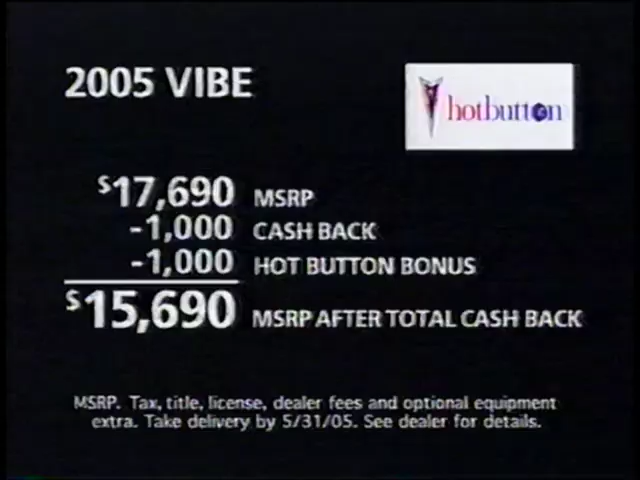 2005 VIBE
hotbutton
$17,690 MSRP
-1,000 CASH BACK
-1,000 HOT BUTTON BONUS
$15,690 MSRP AFTER TOTAL CASH BACK
MSRP. Tax, title, license, dealer fees and optional equipment
extra. Take delivery by 5/31/05. See dealer for details.